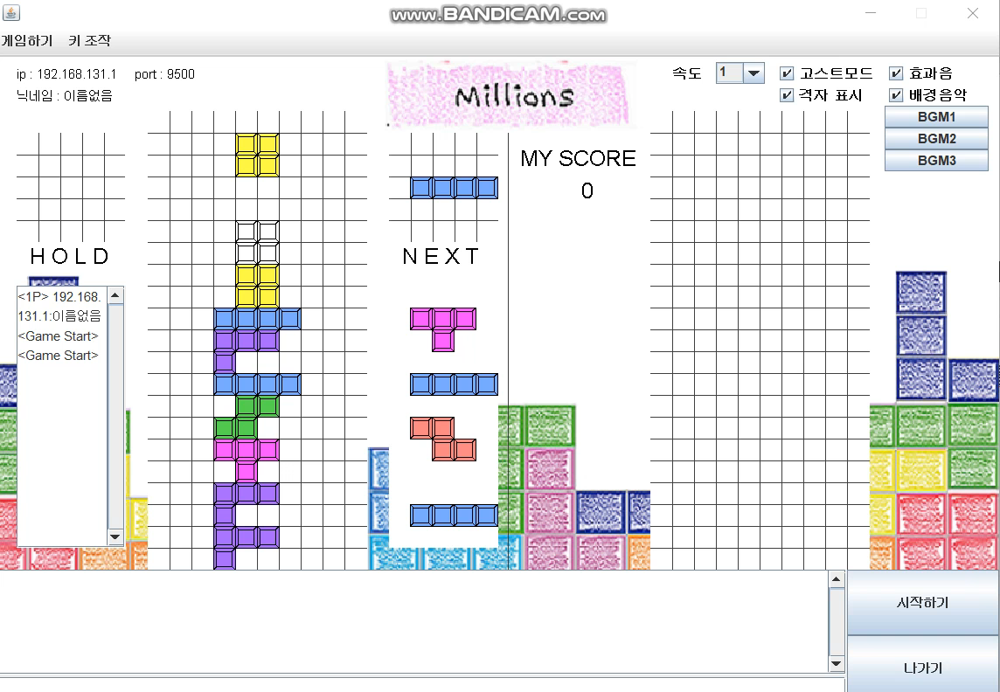 www.BANDICAM.com
게임하기 키 조작
ip : 192.168.131.1 port : 9500
닉네임 : 이름없음
Millions
속도 1 고스트모드 효과음
격자 표시 배경음악
BGM1
BGM2
BGM3
MY SCORE
0
HOLD
NEXT
<1P> 192.168.
131.1:이름없음
<Game Start>
<Game Start>
시작하기
나가기